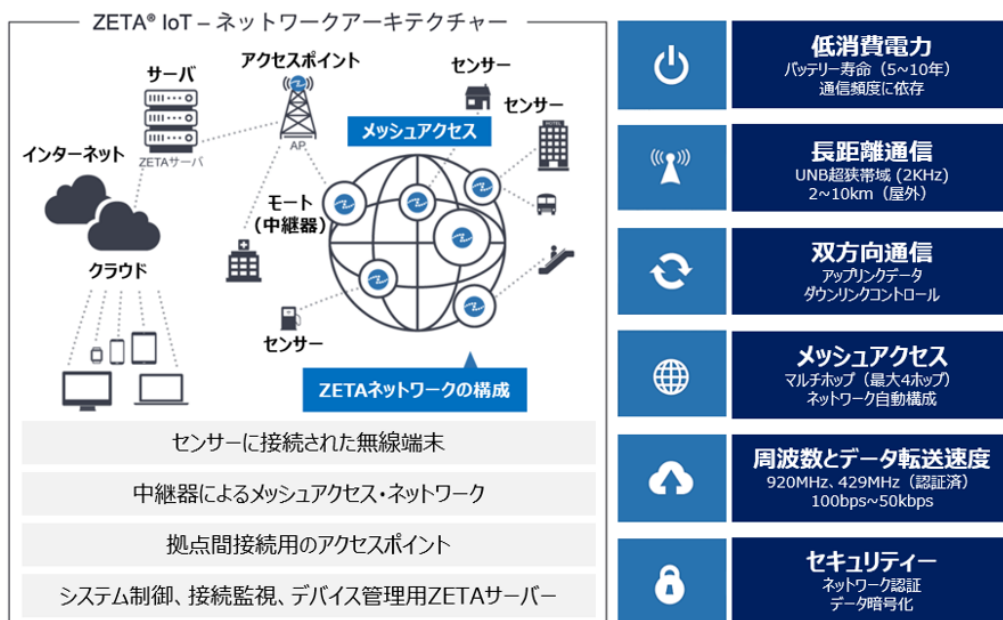 ZETA® IoT – ネットワークアーキテクチャー
サーバ
ZETAサーバ
アクセスポイント
AP
センサー
センサー
HOTEL
メッシュアクセス
インターネット
モート
(中継器)
クラウド
センサー
ZETAネットワークの構成
センサーに接続された無線端末
中継器によるメッシュアクセス・ネットワーク
拠点間接続用のアクセスポイント
システム制御、接続監視、デバイス管理用ZETAサーバー
低消費電力
バッテリー寿命（5~10年）
通信頻度に依存
長距離通信
UNB超狭帯域 (2KHz)
2~10km（屋外）
双方向通信
アップリンクデータ
ダウンリンクコントロール
メッシュアクセス
マルチホップ（最大4ホップ）
ネットワーク自動構成
周波数とデータ転送速度
920MHz、429MHz（認証済）
100bps~50kbps
セキュリティー
ネットワーク認証
データ暗号化